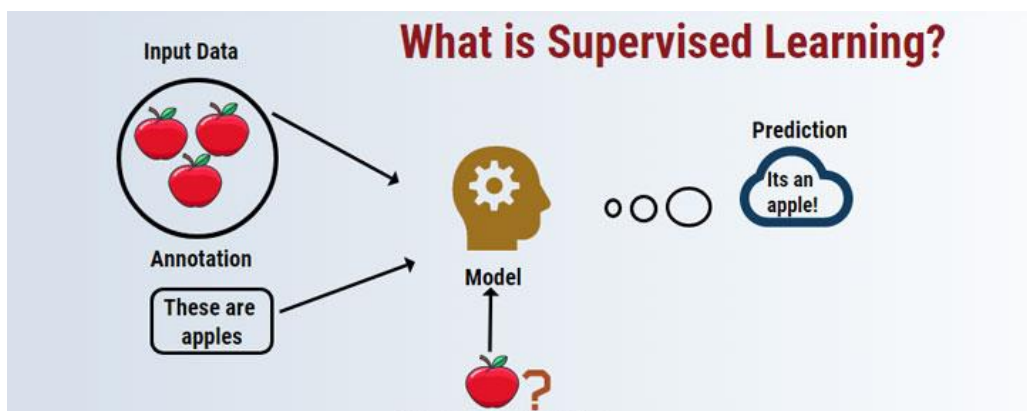 What is Supervised Learning?
Input Data
Annotation
These are
apples
Model
?
Prediction
Its an
apple!